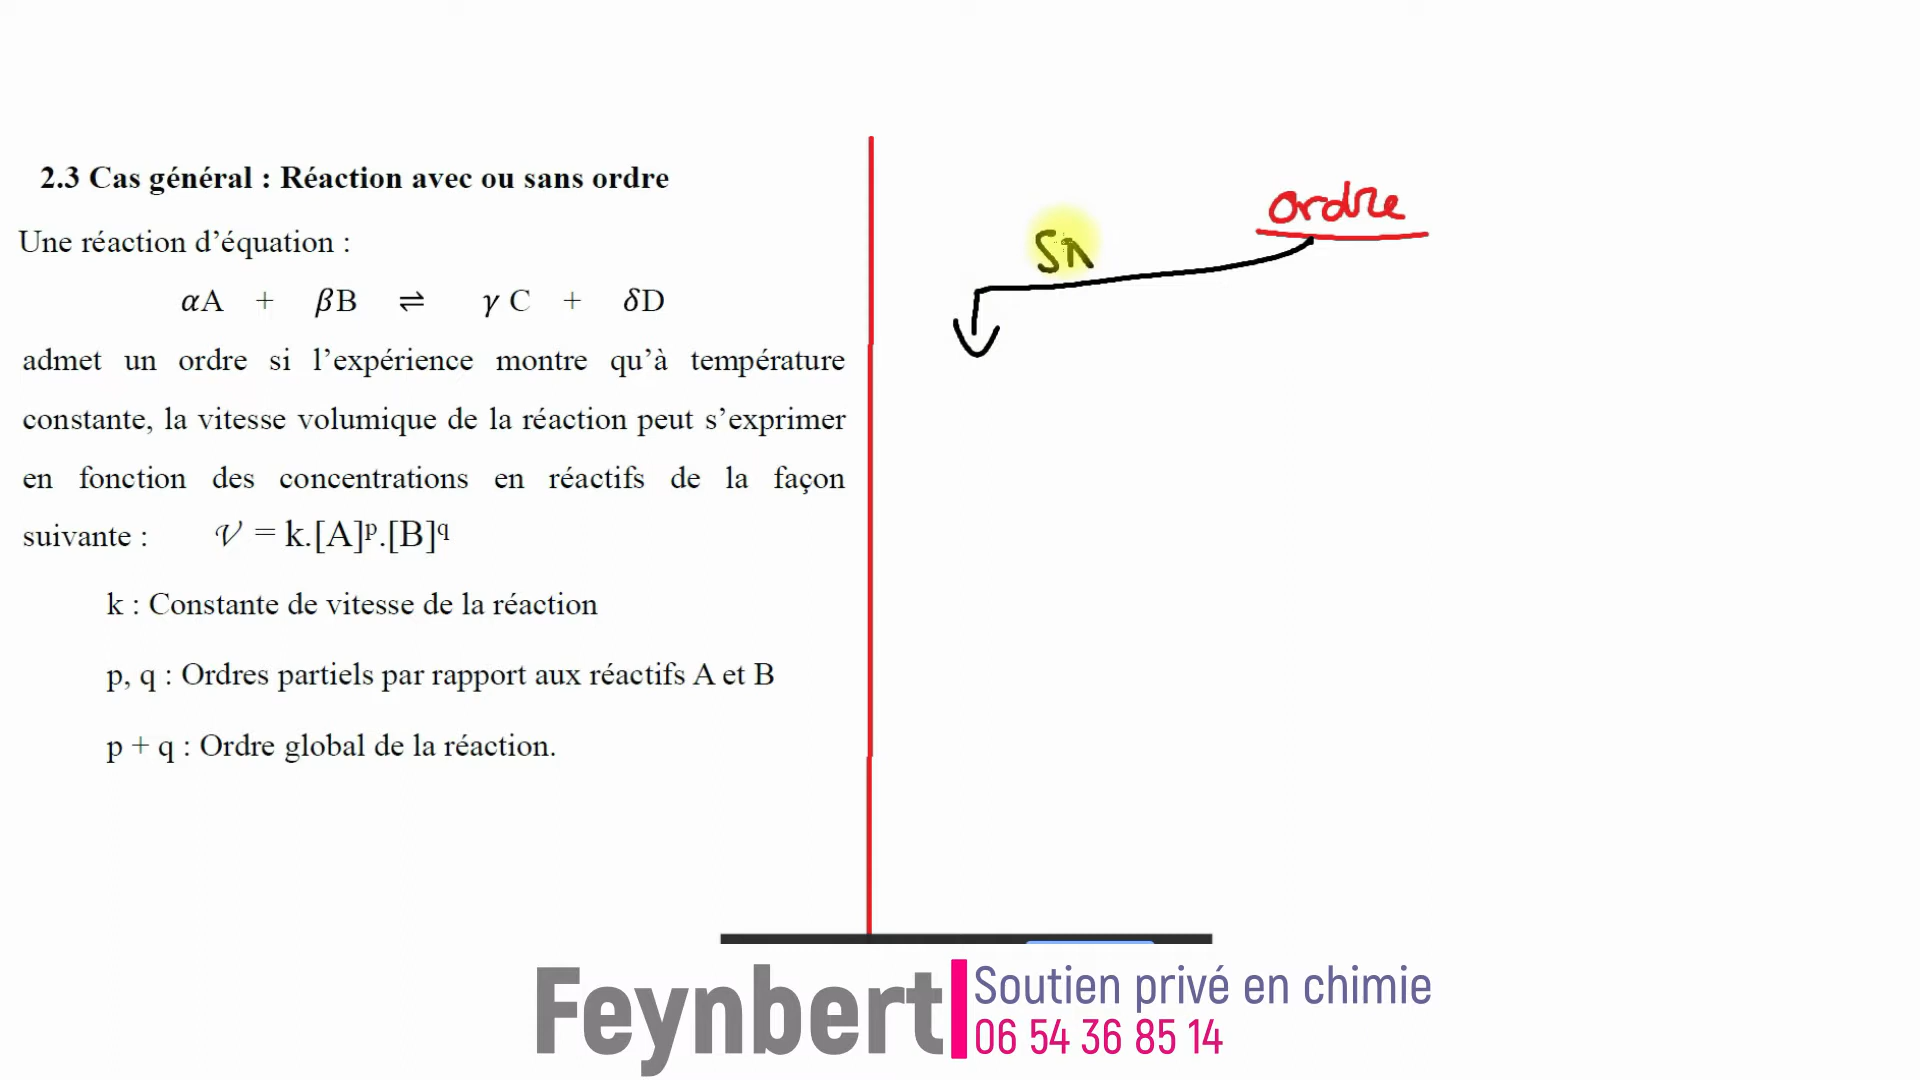 2.3 Cas général : Réaction avec ou sans ordre
Une réaction d’équation :
αA + βB ⇌ γ C + δD
admet un ordre si l’expérience montre qu’à température
constante, la vitesse volumique de la réaction peut s’exprimer
en fonction des concentrations en réactifs de la façon
suivante : 𝒱 = k.[A]ᵖ.[B]^q
k : Constante de vitesse de la réaction
p, q : Ordres partiels par rapport aux réactifs A et B
p + q : Ordre global de la réaction.
ordre
Feynbert
Soutien privé en chimie
06 54 36 85 14